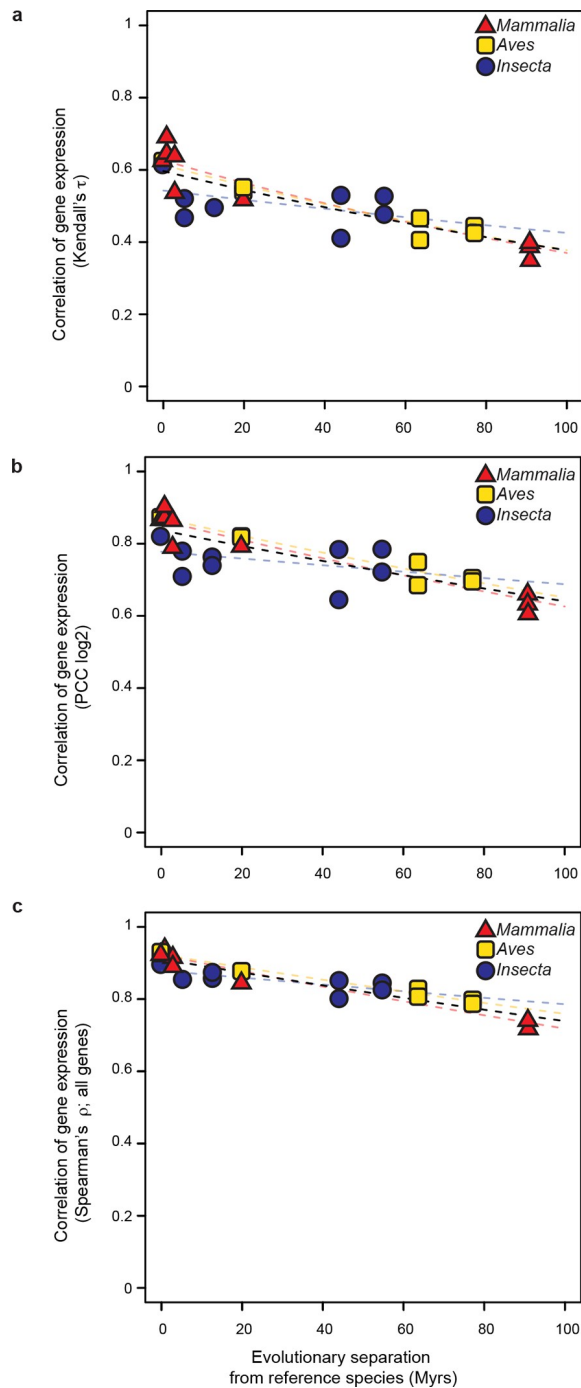 a
Mammalia
Aves
Insecta
Correlation of gene expression
(Kendall's τ)
1
0.8
0.6
0.4
0.2
0
0 20 40 60 80 100
b
Mammalia
Aves
Insecta
Correlation of gene expression
(PCC log2)
1
0.8
0.6
0.4
0.2
0
0 20 40 60 80 100
c
Mammalia
Aves
Insecta
Correlation of gene expression
(Spearman's ρ; all genes)
1
0.8
0.6
0.4
0.2
0
0 20 40 60 80 100
Evolutionary separation
from reference species (Myrs)